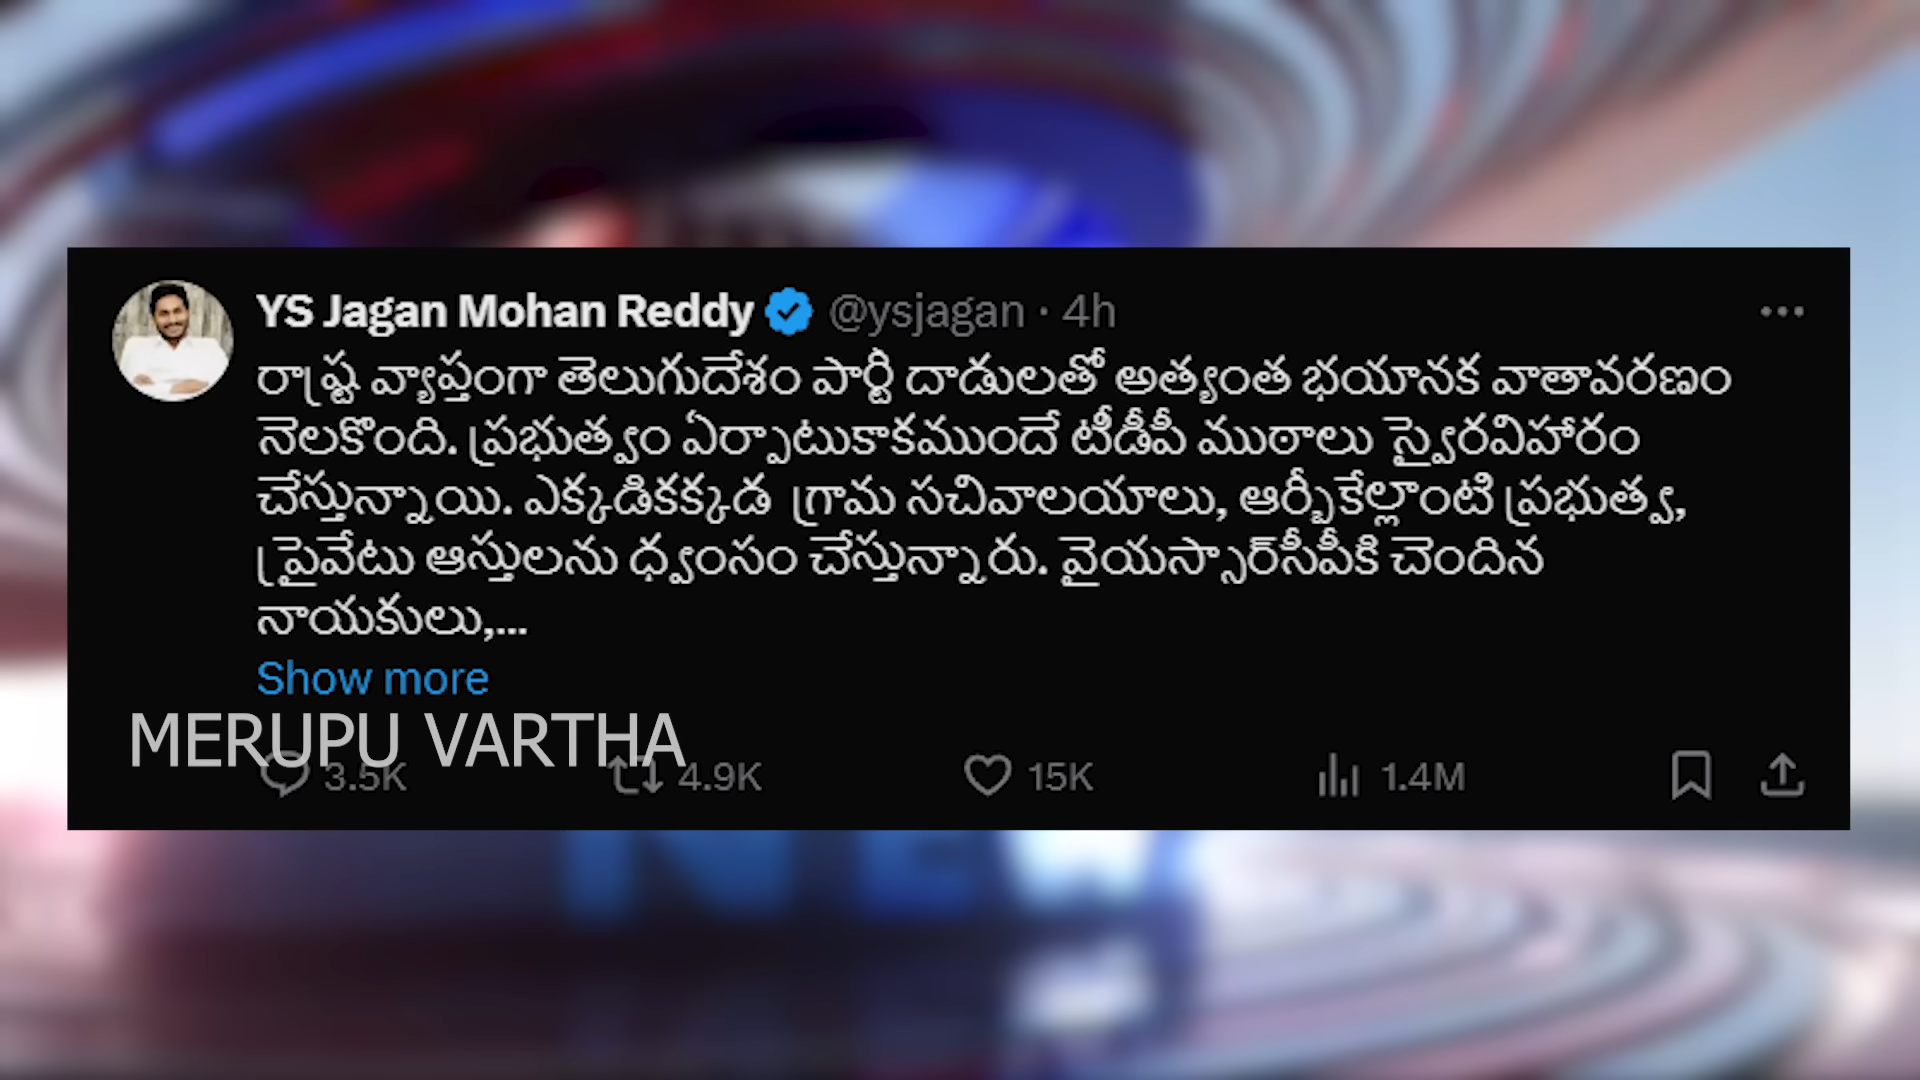 YS Jagan Mohan Reddy @ysjagan · 4h
రాష్ట్ర వ్యాప్తంగా తెలుగుదేశం పార్టీ దాడులతో అత్యంత భయానక వాతావరణం
నెలకొంది. ప్రభుత్వం ఏర్పాటుకాకముందే టీడీపీ ముఠాలు స్వైరవిహారం
చేస్తున్నాయి. ఎక్కడికక్కడ గ్రామ సచివాలయాలు, ఆర్బీకేల్లాంటి ప్రభుత్వ,
ప్రైవేటు ఆస్తులను ధ్వంసం చేస్తున్నారు. వైయస్సార్‌సీపీకి చెందిన
నాయకులు,...
Show more
MERUPU VARTHA
3.5K 4.9K 15K 1.4M
NEW